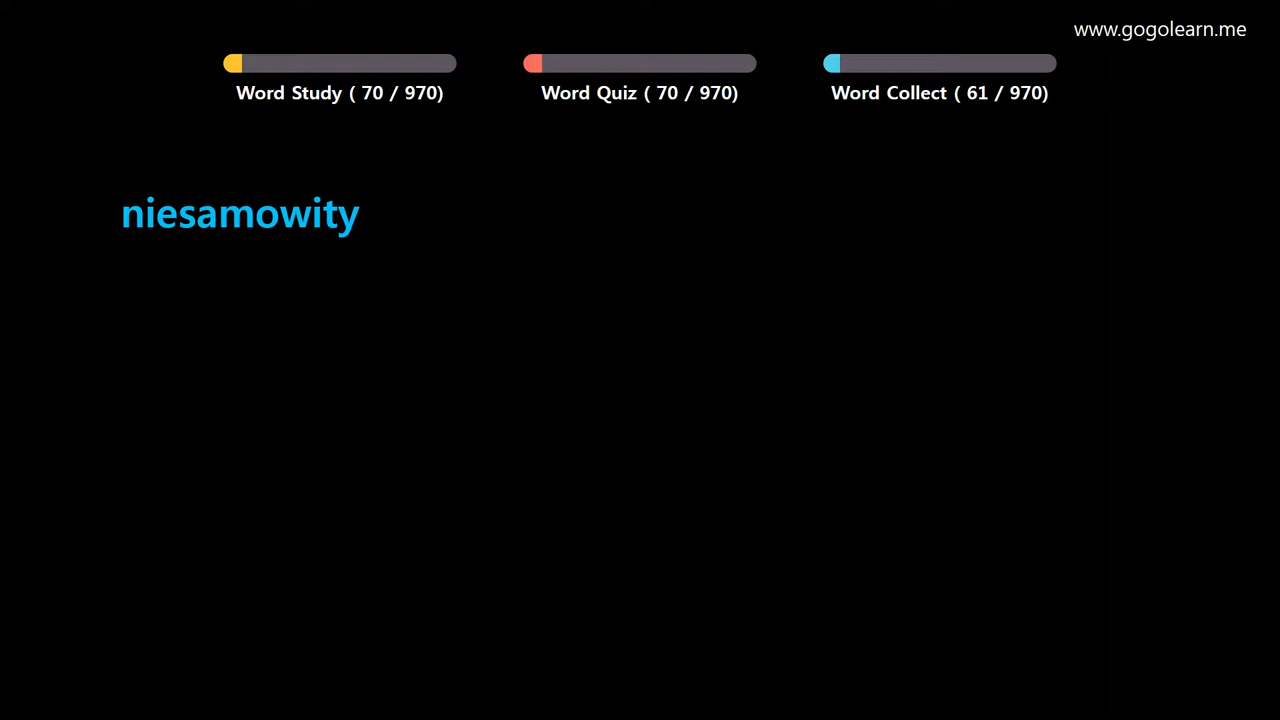 www.gogolearn.me
Word Study ( 70 / 970)
Word Quiz ( 70 / 970)
Word Collect ( 61 / 970)
niesamowity